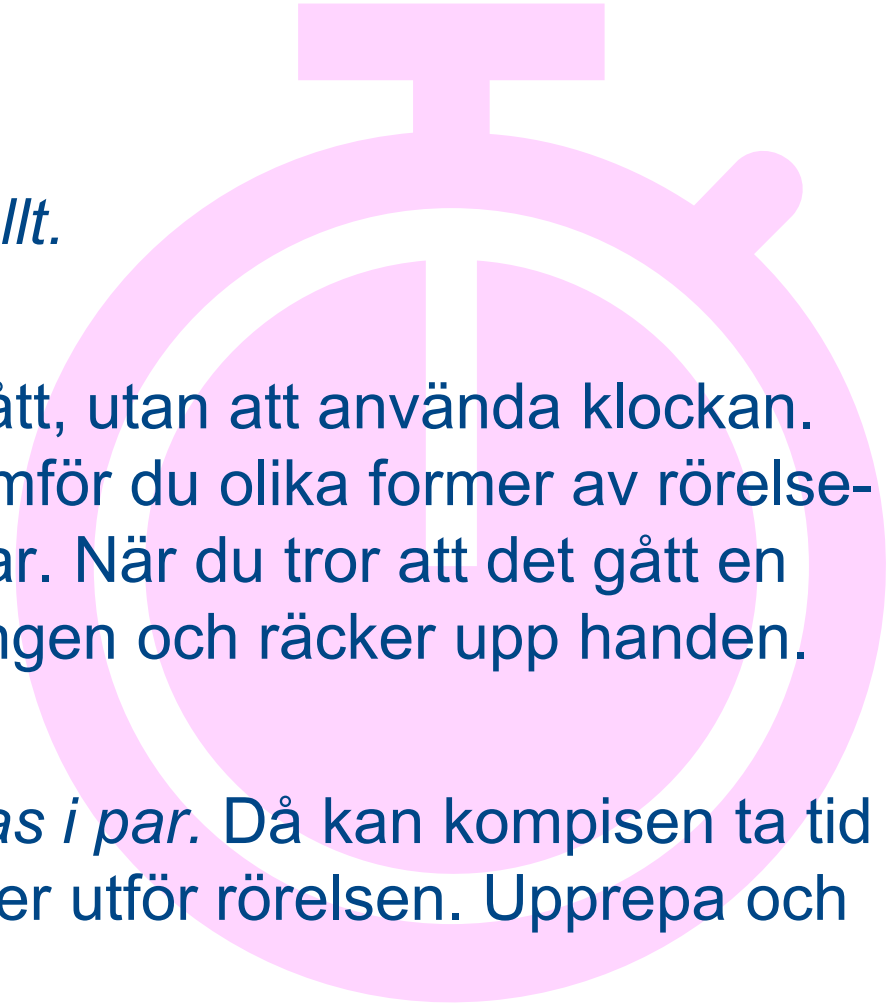 llt.
ått, utan att använda klockan.
mför du olika former av rörelse-
ar. När du tror att det gått en
ngen och räcker upp handen.
as i par. Då kan kompisen ta tid
er utför rörelsen. Upprepa och